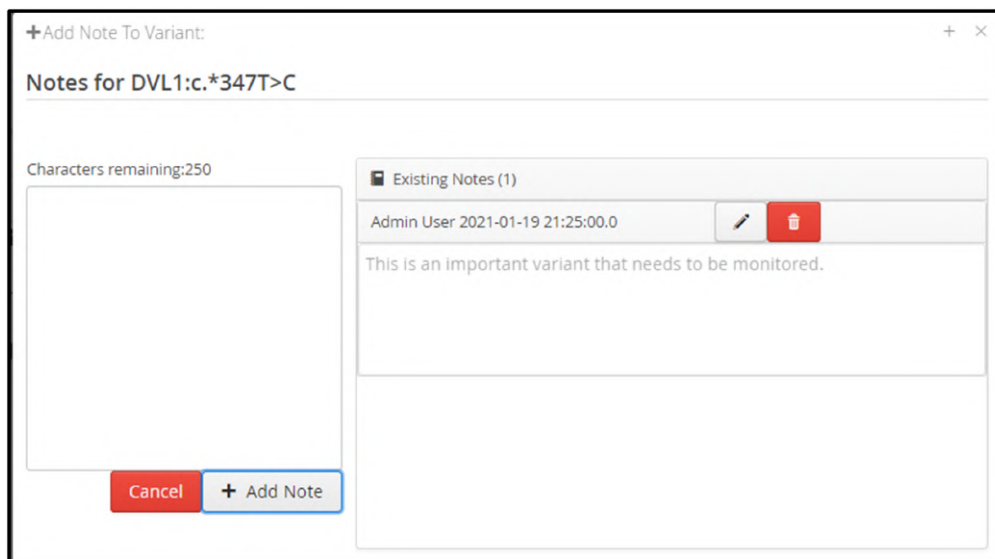 +Add Note To Variant:
Notes for DVL1:c.*347T>C
Characters remaining:250
Existing Notes (1)
Admin User 2021-01-19 21:25:00.0
This is an important variant that needs to be monitored.
Cancel
+ Add Note